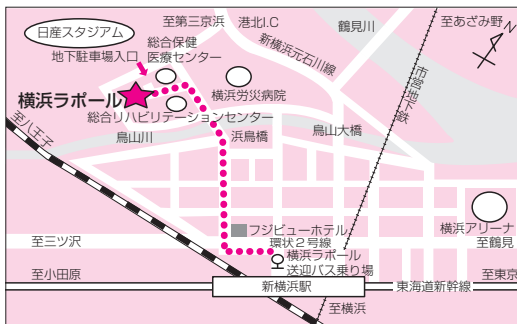 至第三京浜
港北I.C
鶴見川
至あざみ野
日産スタジアム
地下駐車場入口
総合保健
医療センター
新横浜元石川線
市営地下鉄
N
横浜ラポール
横浜労災病院
総合リハビリテーションセンター
至八王子
鳥山川
浜鳥橋
鳥山大橋
フジビューホテル
環状２号線
横浜アリーナ
至三ツ沢
至鶴見
横浜ラポール
送迎バス乗り場
至小田原
至東京
新横浜駅
東海道新幹線
至横浜